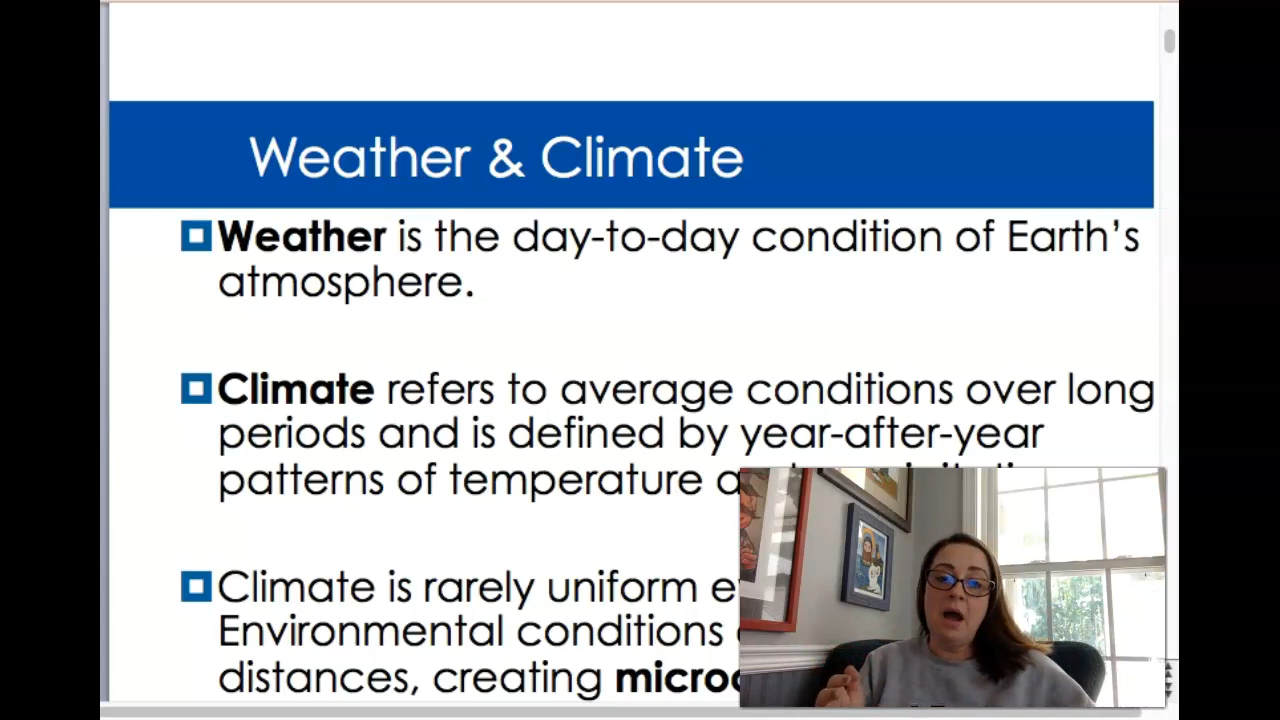 Weather & Climate
Weather is the day-to-day condition of Earth’s
atmosphere.
Climate refers to average conditions over long
periods and is defined by year-after-year
patterns of temperature
Climate is rarely uniform
Environmental conditions
distances, creating